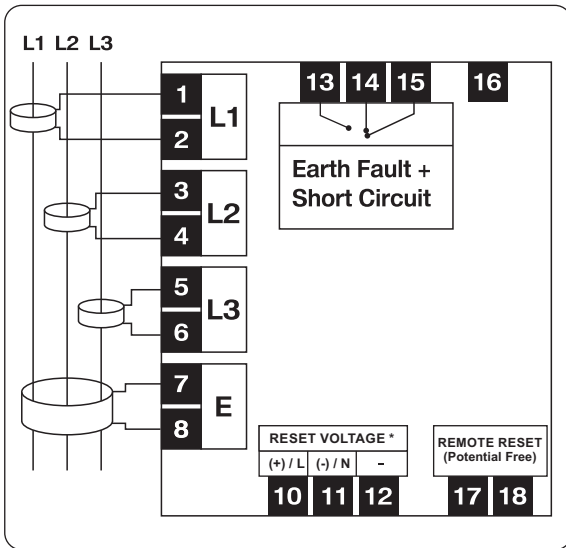 L1 L2 L3
1
2
L1
3
4
L2
5
6
L3
7
8
E
13 14 15 16
Earth Fault +
Short Circuit
RESET VOLTAGE *
(+) / L (-) / N –
10 11 12
REMOTE RESET
(Potential Free)
17 18